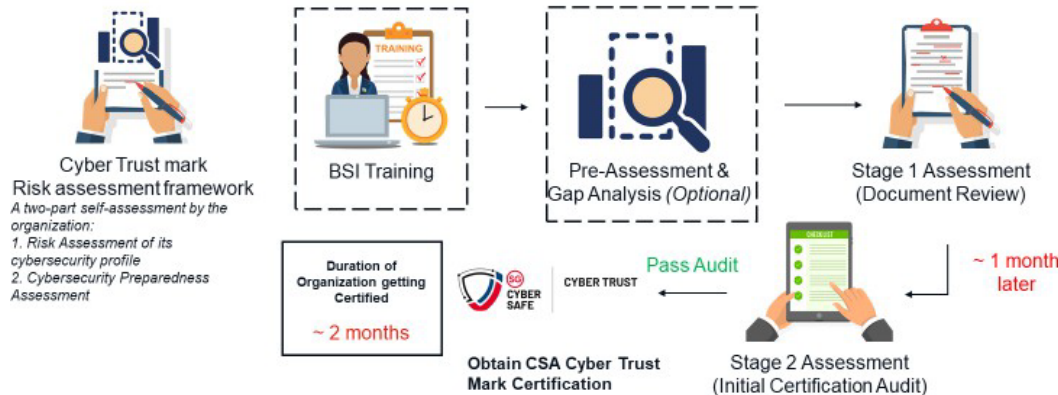 TRAINING
Cyber Trust mark
Risk assessment framework
A two-part self-assessment by the
organization:
1. Risk Assessment of its
cybersecurity profile
2. Cybersecurity Preparedness
Assessment
BSI Training
Pre-Assessment &
Gap Analysis (Optional)
Stage 1 Assessment
(Document Review)
~ 1 month
later
CHECKLIST
Stage 2 Assessment
(Initial Certification Audit)
Pass Audit
SG
CYBER
SAFE
CYBER TRUST
Obtain CSA Cyber Trust
Mark Certification
Duration of
Organization getting
Certified
~ 2 months